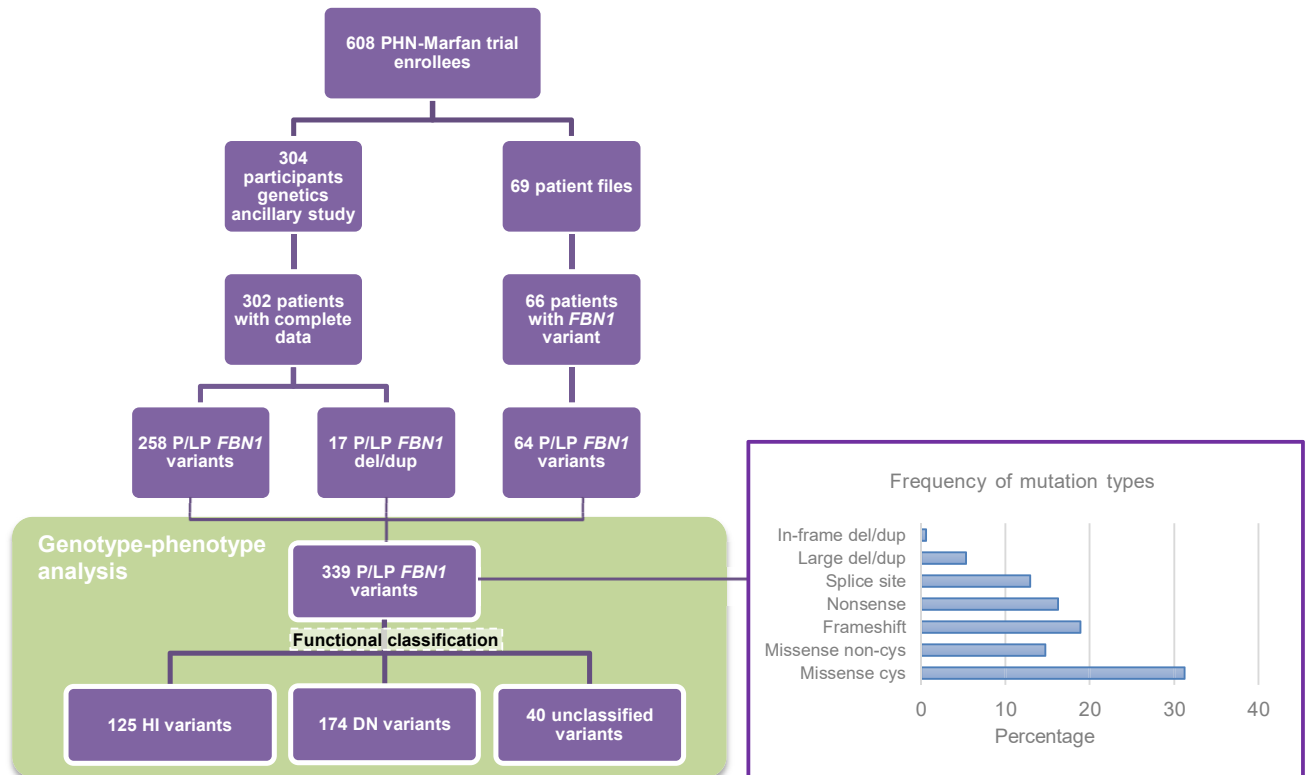 608 PHN-Marfan trial
enrollees
304
participants
genetics
ancillary study
69 patient files
302 patients
with complete
data
66 patients
with FBN1
variant
258 P/LP FBN1
variants
17 P/LP FBN1
del/dup
64 P/LP FBN1
variants
Genotype-phenotype
analysis
339 P/LP FBN1
variants
Functional classification
125 HI variants
174 DN variants
40 unclassified
variants
Frequency of mutation types
In-frame del/dup
Large del/dup
Splice site
Nonsense
Frameshift
Missense non-cys
Missense cys
0 10 20 30 40
Percentage